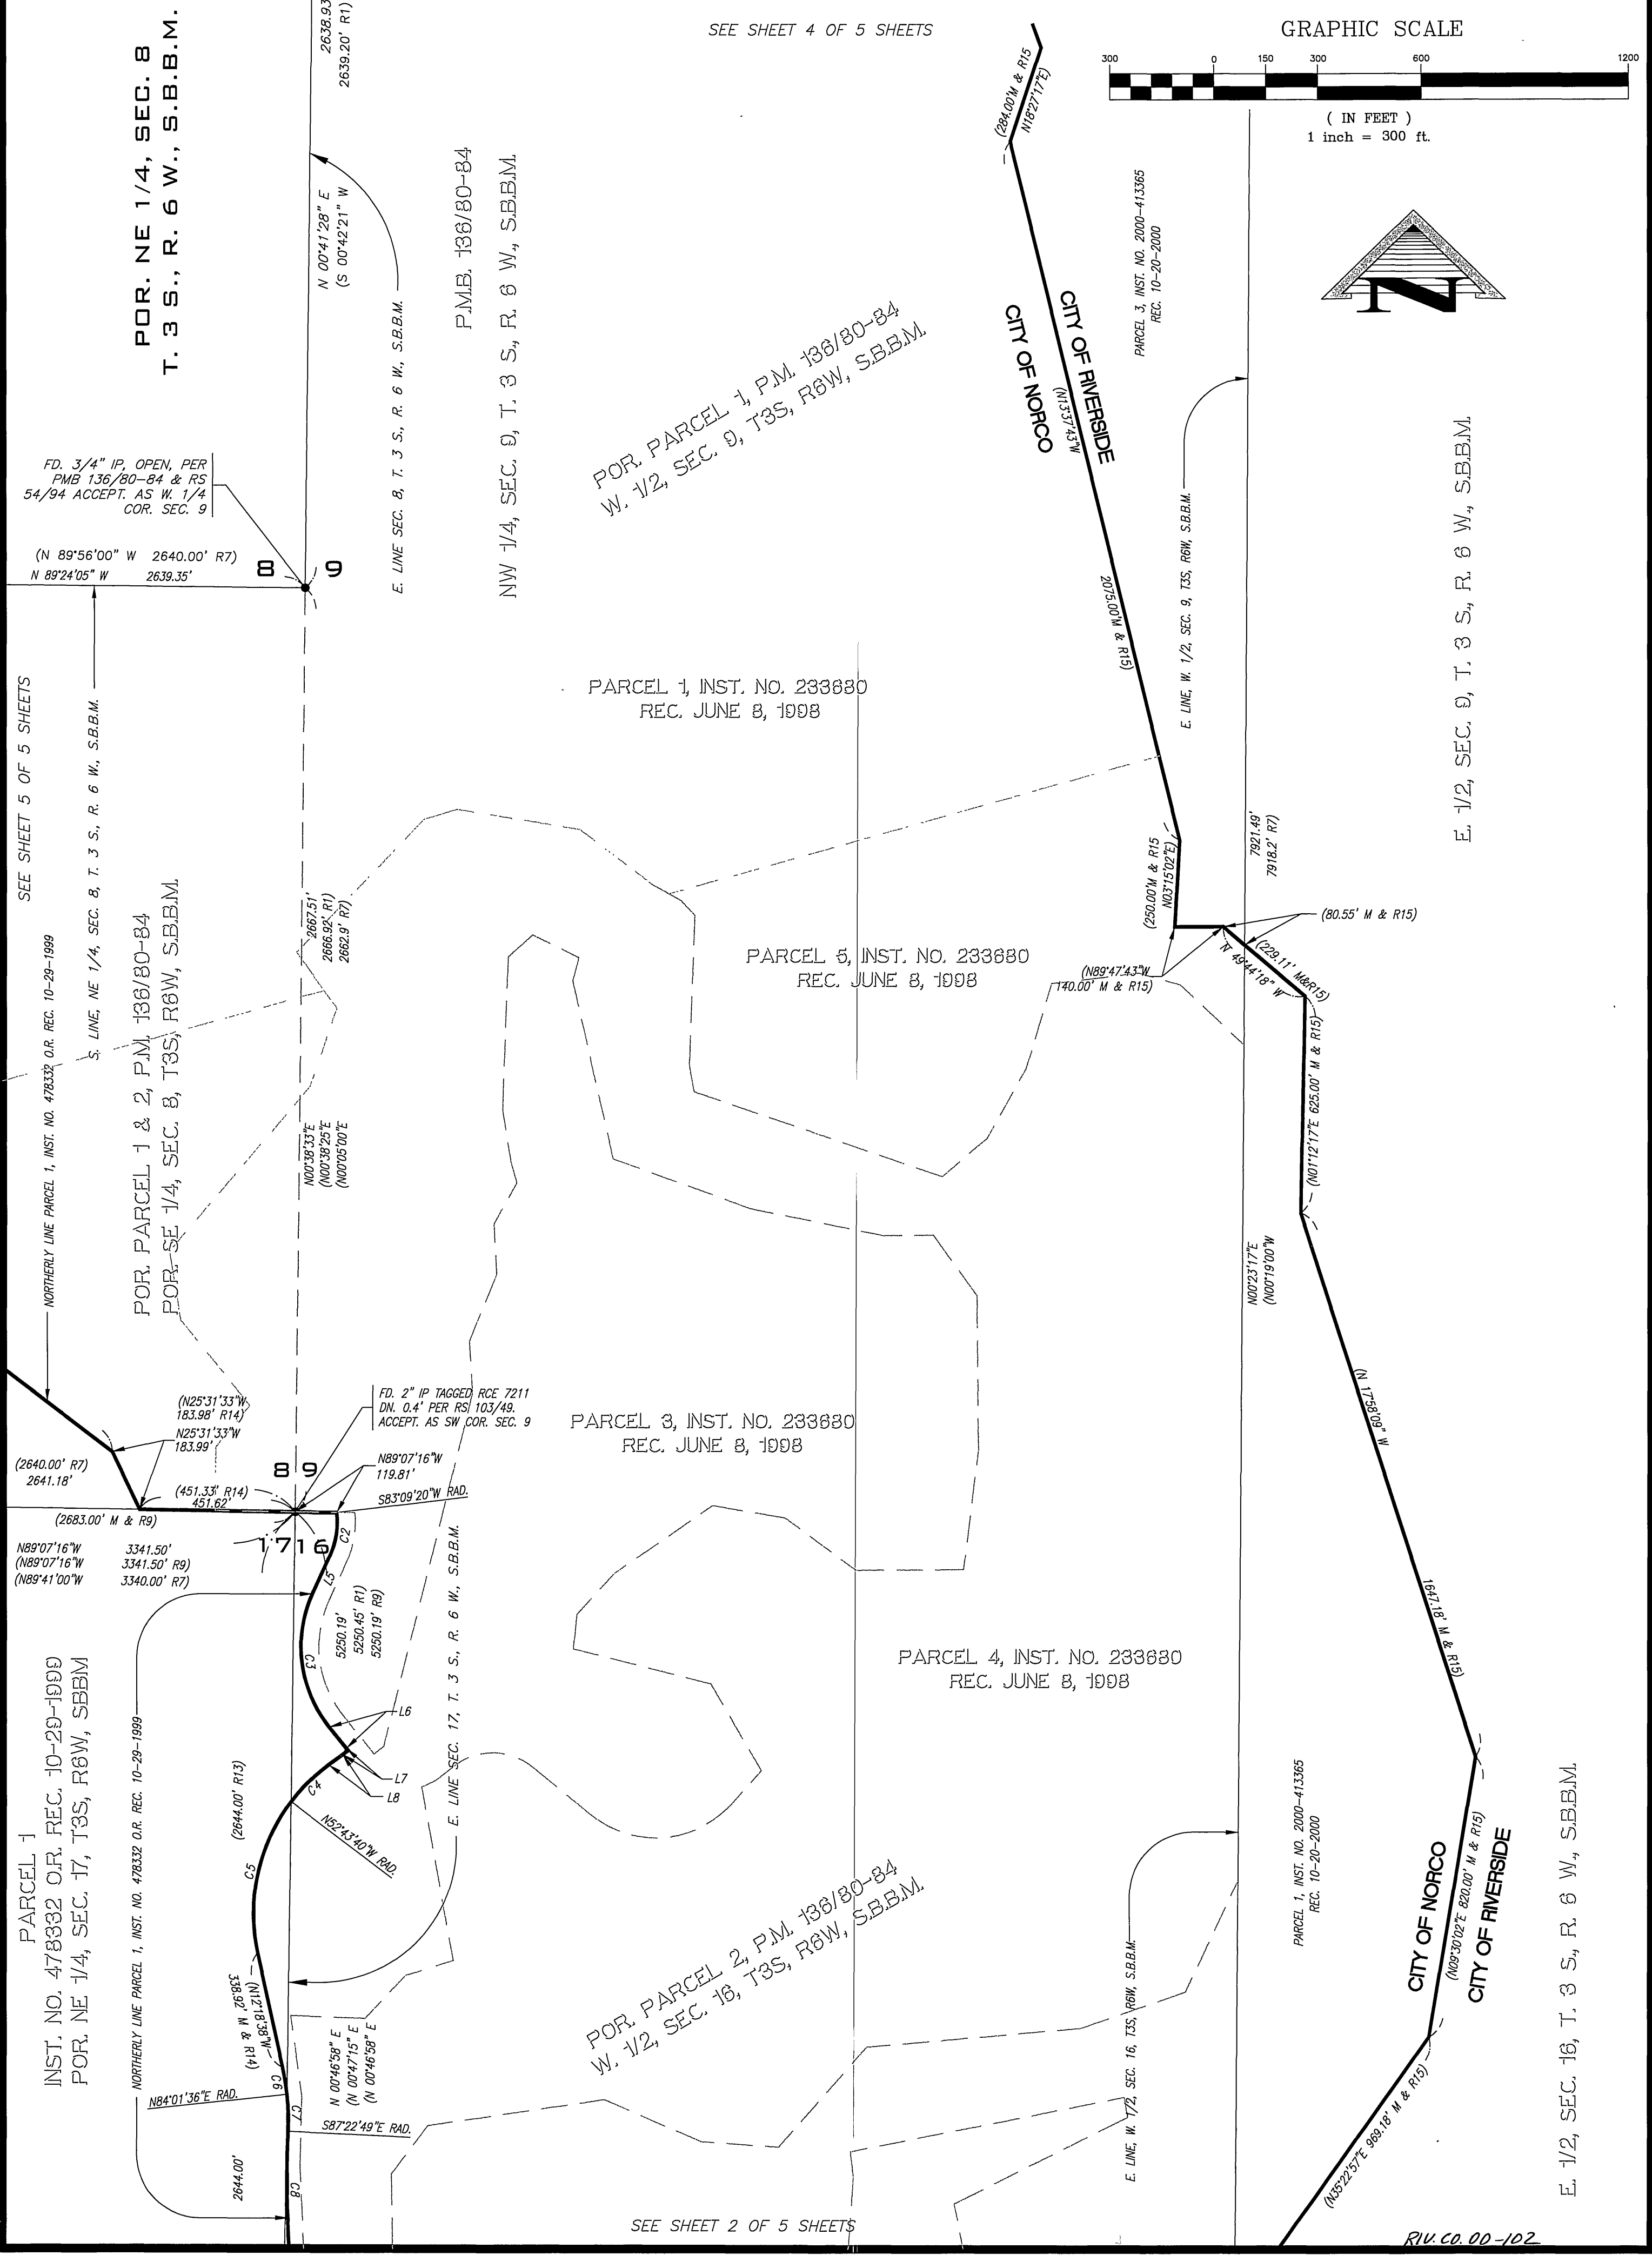 SEE SHEET 4 OF 5 SHEETS
GRAPHIC SCALE
300 0 150 300 600 1200
( IN FEET )
1 inch = 300 ft.
N
POR. NE 1/4, SEC. 8
T. 3 S., R. 6 W., S.B.B.M.
2638.93
2639.20' R1)
N 00°41'28" E
(S 00°42'21" W
E. LINE SEC. 8, T. 3 S., R. 6 W., S.B.B.M.
P.M.B. 136/80-84
NW 1/4, SEC. 9, T. 3 S., R. 6 W., S.B.B.M.
(284.00'M & R15
N18°27'17"E)
CITY OF RIVERSIDE
CITY OF NORCO
(N13°37'43"W
2075.00'M & R15)
PARCEL 3, INST. NO. 2000-413365
REC. 10-20-2000
POR. PARCEL 1, P.M. 136/80-84
W. 1/2, SEC. 9, T3S, R6W, S.B.B.M.
E. LINE, W. 1/2, SEC. 9, T3S, R6W, S.B.B.M.
E. 1/2, SEC. 9, T. 3 S., R. 6 W., S.B.B.M.
FD. 3/4" IP, OPEN, PER
PMB 136/80-84 & RS
54/94 ACCEPT. AS W. 1/4
COR. SEC. 9
(N 89°56'00" W 2640.00' R7)
N 89°24'05" W 2639.35'
8 9
SEE SHEET 5 OF 5 SHEETS
S. LINE, NE 1/4, SEC. 8, T. 3 S., R. 6 W., S.B.B.M.
NORTHERLY LINE PARCEL 1, INST. NO. 478332 O.R. REC. 10-29-1999
POR. PARCEL 1 & 2, P.M. 136/80-84
POR. SE 1/4, SEC. 8, T3S, R6W, S.B.B.M.
PARCEL 1, INST. NO. 233680
REC. JUNE 8, 1998
2667.51'
2666.92' R1)
2662.9' R7)
N00°38'33"E
(N00°38'25"E
(N00°05'00"E
PARCEL 5, INST. NO. 233680
REC. JUNE 8, 1998
(250.00'M & R15
N03°15'02"E)
7921.49'
7918.2' R7)
(80.55' M & R15)
(N89°47'43"W
140.00' M & R15)
(229.11' M&R15)
N 49°44'18" W
(N01°12'17"E 625.00' M & R15)
N00°23'17"E
(N00°19'00"W
(N 17°58'09" W
1647.18' M & R15)
(N25°31'33"W
183.98' R14)
N25°31'33"W
183.99'
(2640.00' R7)
2641.18'
(451.33' R14)
451.62'
(2683.00' M & R9)
N89°07'16"W 3341.50'
(N89°07'16"W 3341.50' R9)
(N89°41'00"W 3340.00' R7)
8 9
17 16
FD. 2" IP TAGGED RCE 7211
DN. 0.4' PER RS 103/49.
ACCEPT. AS SW COR. SEC. 9
N89°07'16"W
119.81'
S83°09'20"W RAD.
PARCEL 3, INST. NO. 233680
REC. JUNE 8, 1998
C2
L5
C3
5250.19'
5250.45' R1)
5250.19' R9)
E. LINE SEC. 17, T. 3 S., R. 6 W., S.B.B.M.
L6
L7
L8
C4
C5
N52°43'40"W RAD.
(2644.00' R13)
PARCEL 1
INST. NO. 478332 O.R. REC. 10-29-1999
POR. NE 1/4, SEC. 17, T3S, R6W, SBBM
NORTHERLY LINE PARCEL 1, INST. NO. 478332 O.R. REC. 10-29-1999
(N12°18'38"W
338.92' M & R14)
C6
N84°01'36"E RAD.
C7
S87°22'49"E RAD.
N 00°46'58" E
(N 00°47'15" E
(N 00°46'58" E
2644.00'
C8
PARCEL 4, INST. NO. 233680
REC. JUNE 8, 1998
POR. PARCEL 2, P.M. 136/80-84
W. 1/2, SEC. 16, T3S, R6W, S.B.B.M.
E. LINE, W. 1/2, SEC. 16, T3S, R6W, S.B.B.M.
PARCEL 1, INST. NO. 2000-413365
REC. 10-20-2000
CITY OF NORCO
(N09°30'02"E 820.00' M & R15)
CITY OF RIVERSIDE
(N35°22'57"E 969.18' M & R15)
E. 1/2, SEC. 16, T. 3 S., R. 6 W., S.B.B.M.
SEE SHEET 2 OF 5 SHEETS
RIV. CO. 00-102